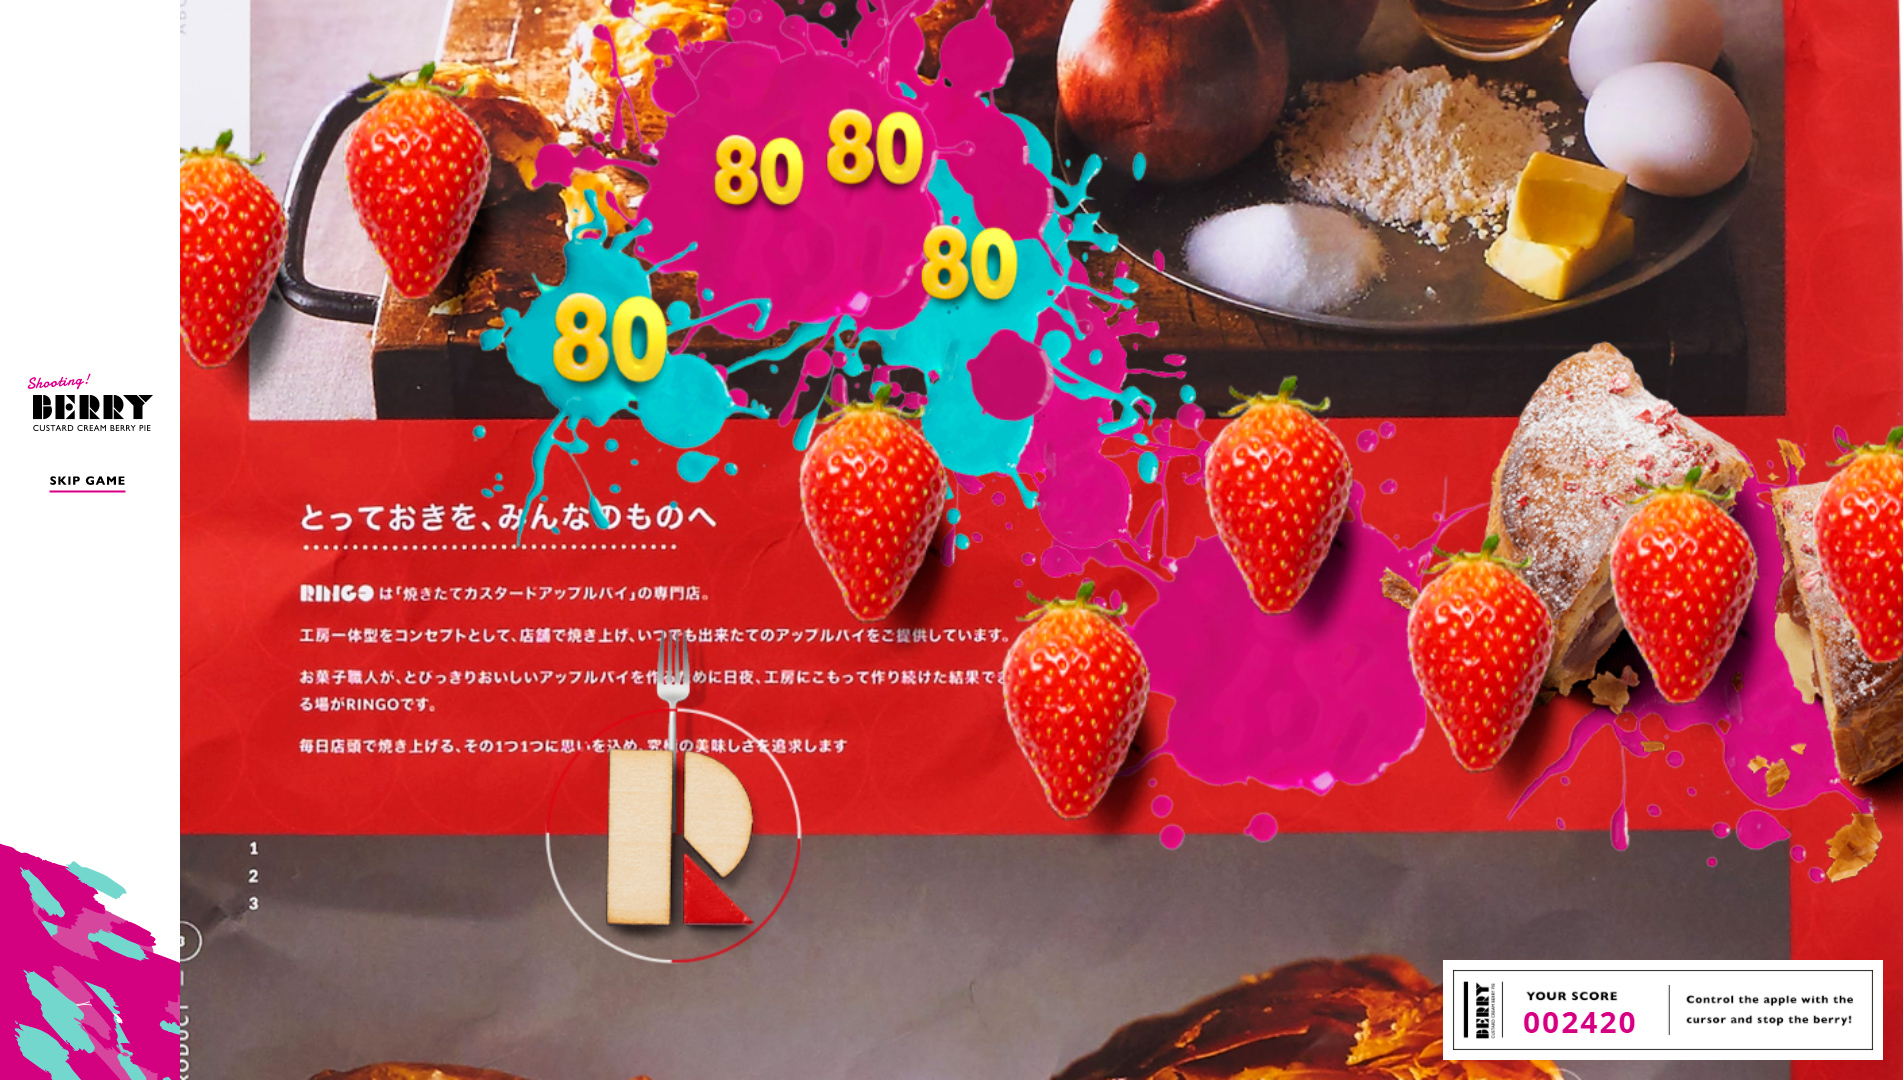 Shooting!
BERRY
CUSTARD CREAM BERRY PIE
SKIP GAME
80 80
80
80
とっておきを、みんなのものへ
RINGO は「焼きたてカスタードアップルパイ」の専門店。
工房一体型をコンセプトとして、店舗で焼き上げ、いつでも出来たてのアップルパイをご提供しています。
お菓子職人が、とびっきりおいしいアップルパイを作るために日夜、工房にこもって作り続けた結果で
る場がRINGOです。
毎日店頭で焼き上げる、その1つ1つに思いを込め、究極の美味しさを追求します
1
2
3
BERRY
YOUR SCORE
002420
Control the apple with the
cursor and stop the berry!